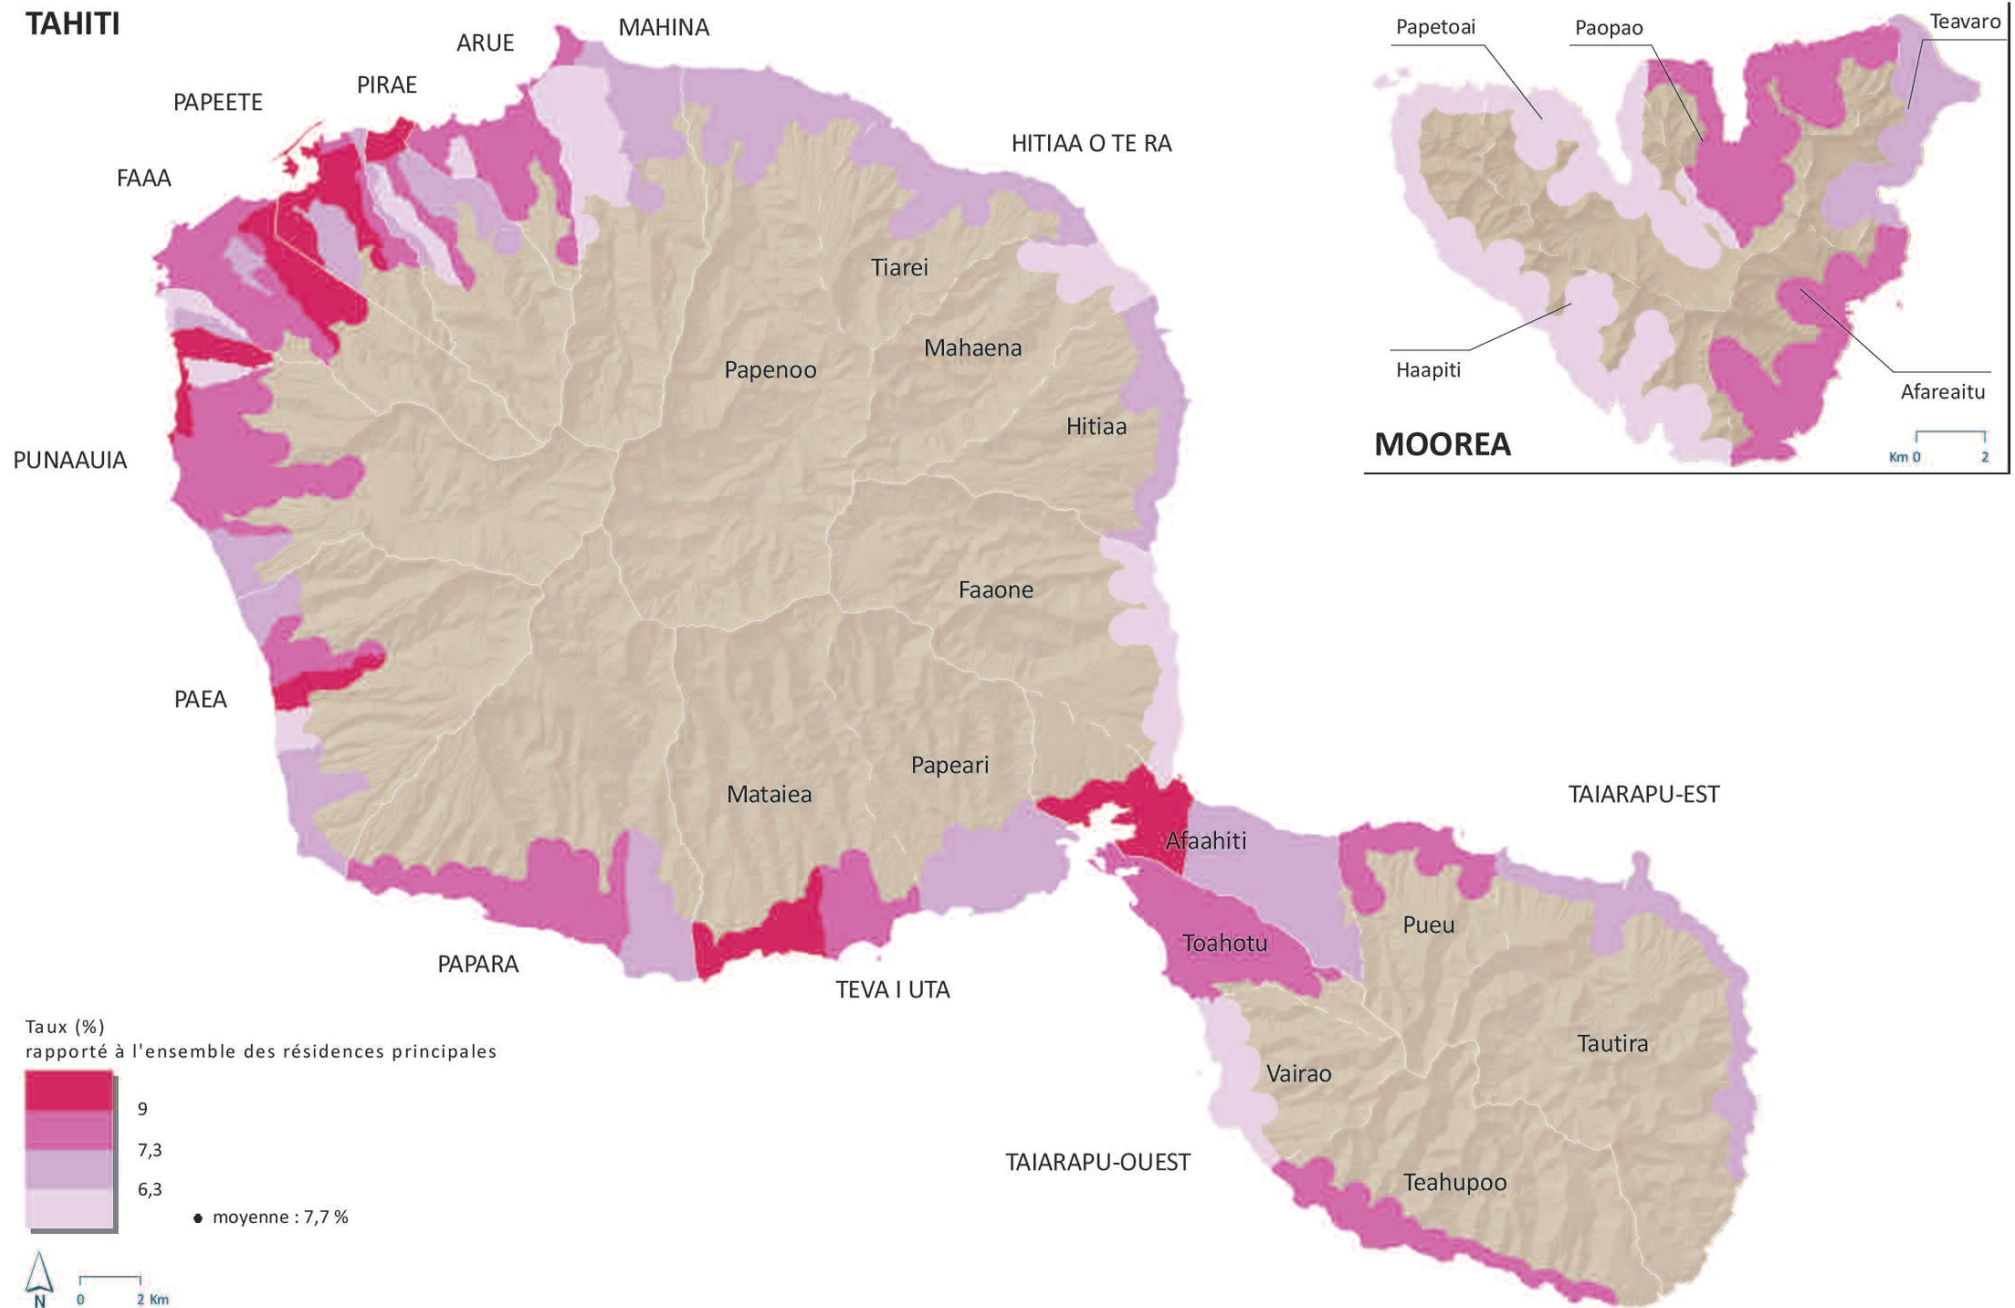 TAHITI
ARUE
MAHINA
PIRAE
PAPEETE
FAAA
HITIAA O TE RA
Tiarei
Mahaena
Papenoo
Hitiaa
PUNAAUIA
Faaone
PAEA
Papeari
Mataiea
PAPARA
TEVA I UTA
Papetoai
Paopao
Teavaro
Haapiti
Afareaitu
MOOREA
Km 0 2
TAIARAPU-EST
Afaahiti
Pueu
Toahotu
Tautira
Vairao
TAIARAPU-OUEST
Teahupoo
Taux (%)
rapporté à l'ensemble des résidences principales
9
7,3
6,3
● moyenne : 7,7 %
N
0 2 Km